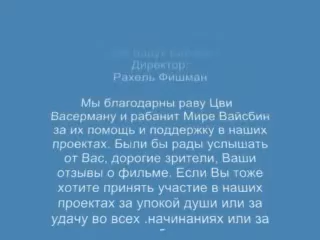 Директор:
Рахель Фишман
Мы благодарны раву Цви
Васерману и рабанит Мире Вайсбин
за их помощь и поддержку в наших
проектах. Были бы рады услышать
от Вас, дорогие зрители, Ваши
отзывы о фильме. Если Вы тоже
хотите принять участие в наших
проектах за упокой души или за
удачу во всех .начинаниях или за